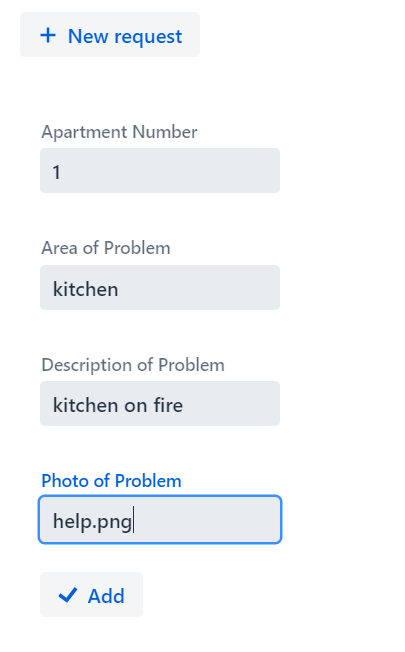 New request
Apartment Number
1
Area of Problem
kitchen
Description of Problem
kitchen on fire
Photo of Problem
help.png
Add